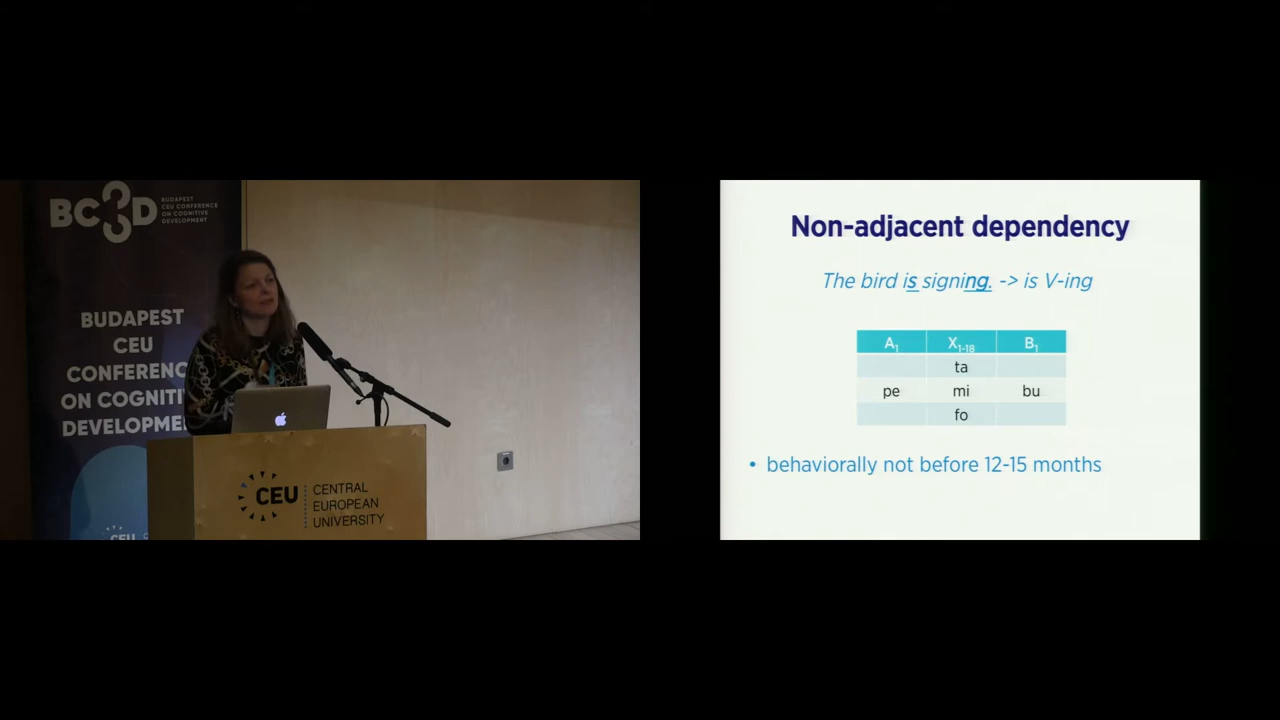 BC3D
BUDAPEST
CEU CONFERENCE
ON COGNITIVE
DEVELOPMENT
BUDAPEST
CEU
CONFERENC
ON COGNITI
DEVELOPME
CEU
CEU
CENTRAL
EUROPEAN
UNIVERSITY
Non-adjacent dependency
The bird is signing. -> is V-ing
A1 X1-18 B1
ta
pe mi bu
fo
• behaviorally not before 12-15 months